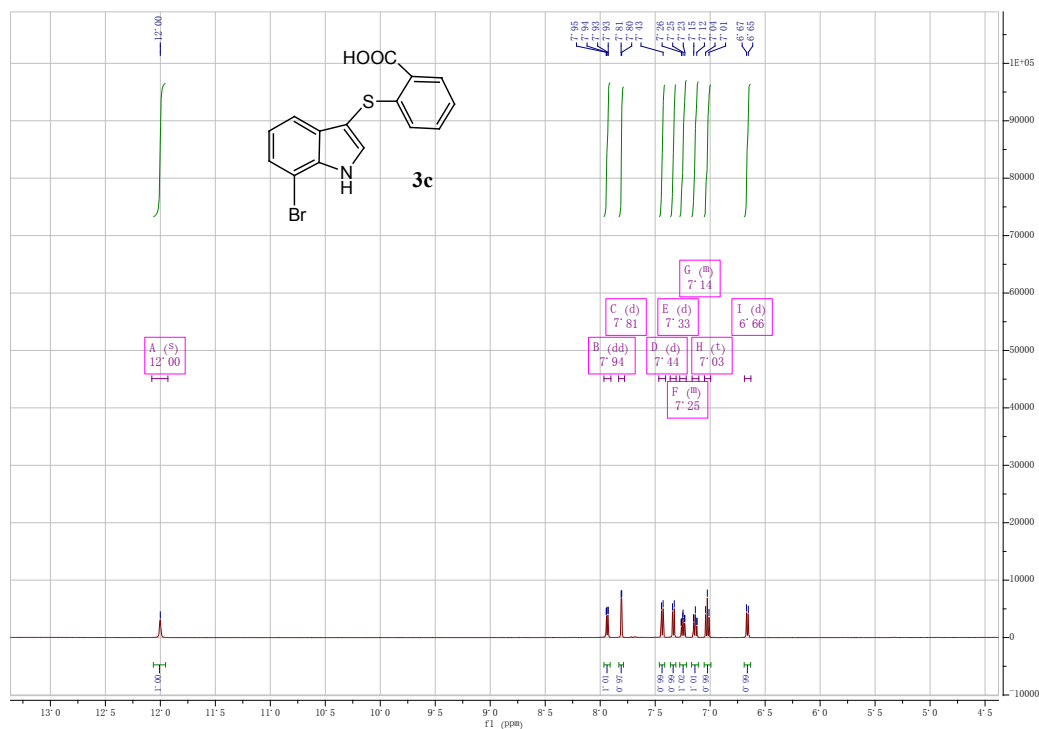 12.00
7.95
7.94
7.93
7.93
7.81
7.80
7.43
7.26
7.25
7.23
7.15
7.12
7.04
7.01
6.67
6.65
HOOC
S
N
H
Br
3c
A (s)
12.00
B (dd)
7.94
C (d)
7.81
D (d)
7.44
E (d)
7.33
F (m)
7.25
G (m)
7.14
H (t)
7.03
I (d)
6.66
1E+05
90000
80000
70000
60000
50000
40000
30000
20000
10000
0
-10000
1.00
1.01
0.97
0.99
0.99
1.02
1.01
0.99
0.99
13.0 12.5 12.0 11.5 11.0 10.5 10.0 9.5 9.0 8.5 8.0 7.5 7.0 6.5 6.0 5.5 5.0 4.5
f1 (ppm)